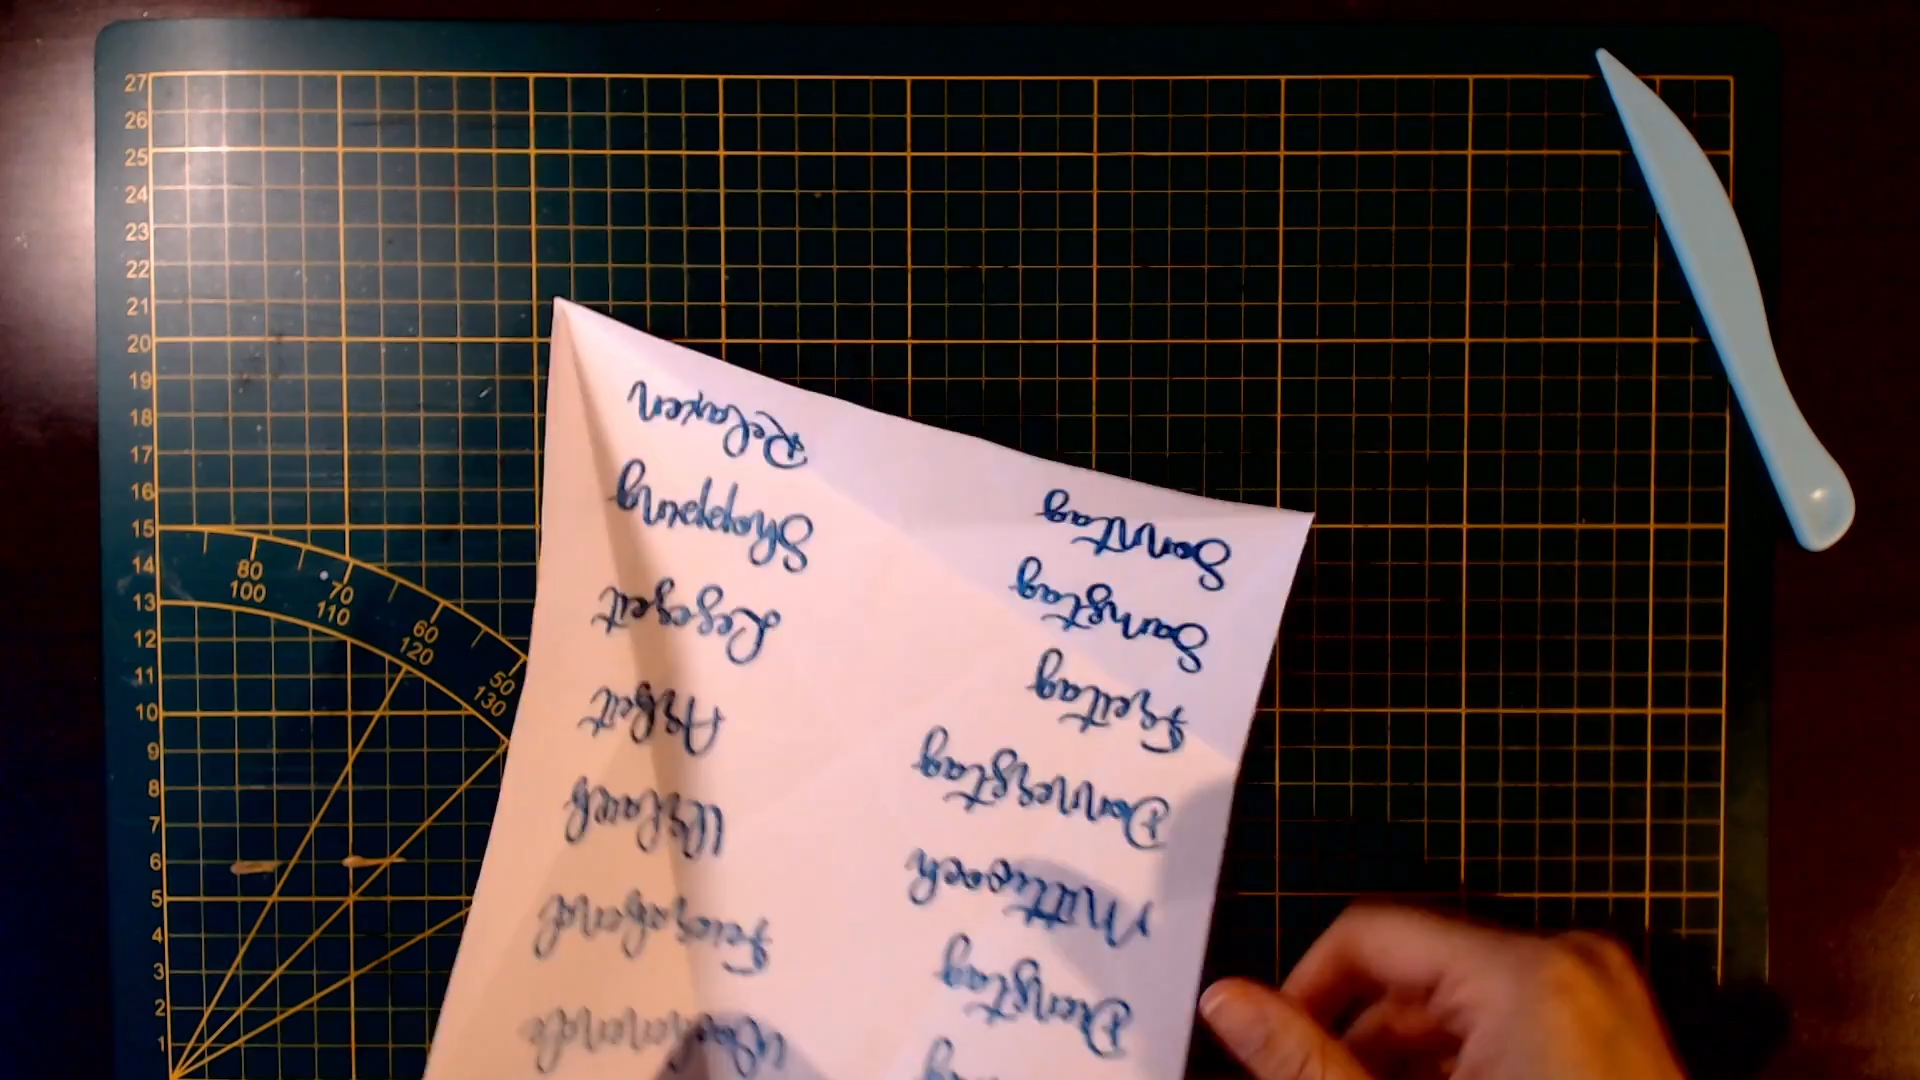 Dienstag
Mittwoch
Donnerstag
Freitag
Samstag
Sonntag
Wochenende
Feierabend
Urlaub
Arbeit
Lesezeit
Shopping
Relaxen
27
26
25
24
23
22
21
20
19
18
17
16
15
14
13
12
11
10
9
8
7
6
5
4
3
2
1
80
100
70
110
60
120
50
130